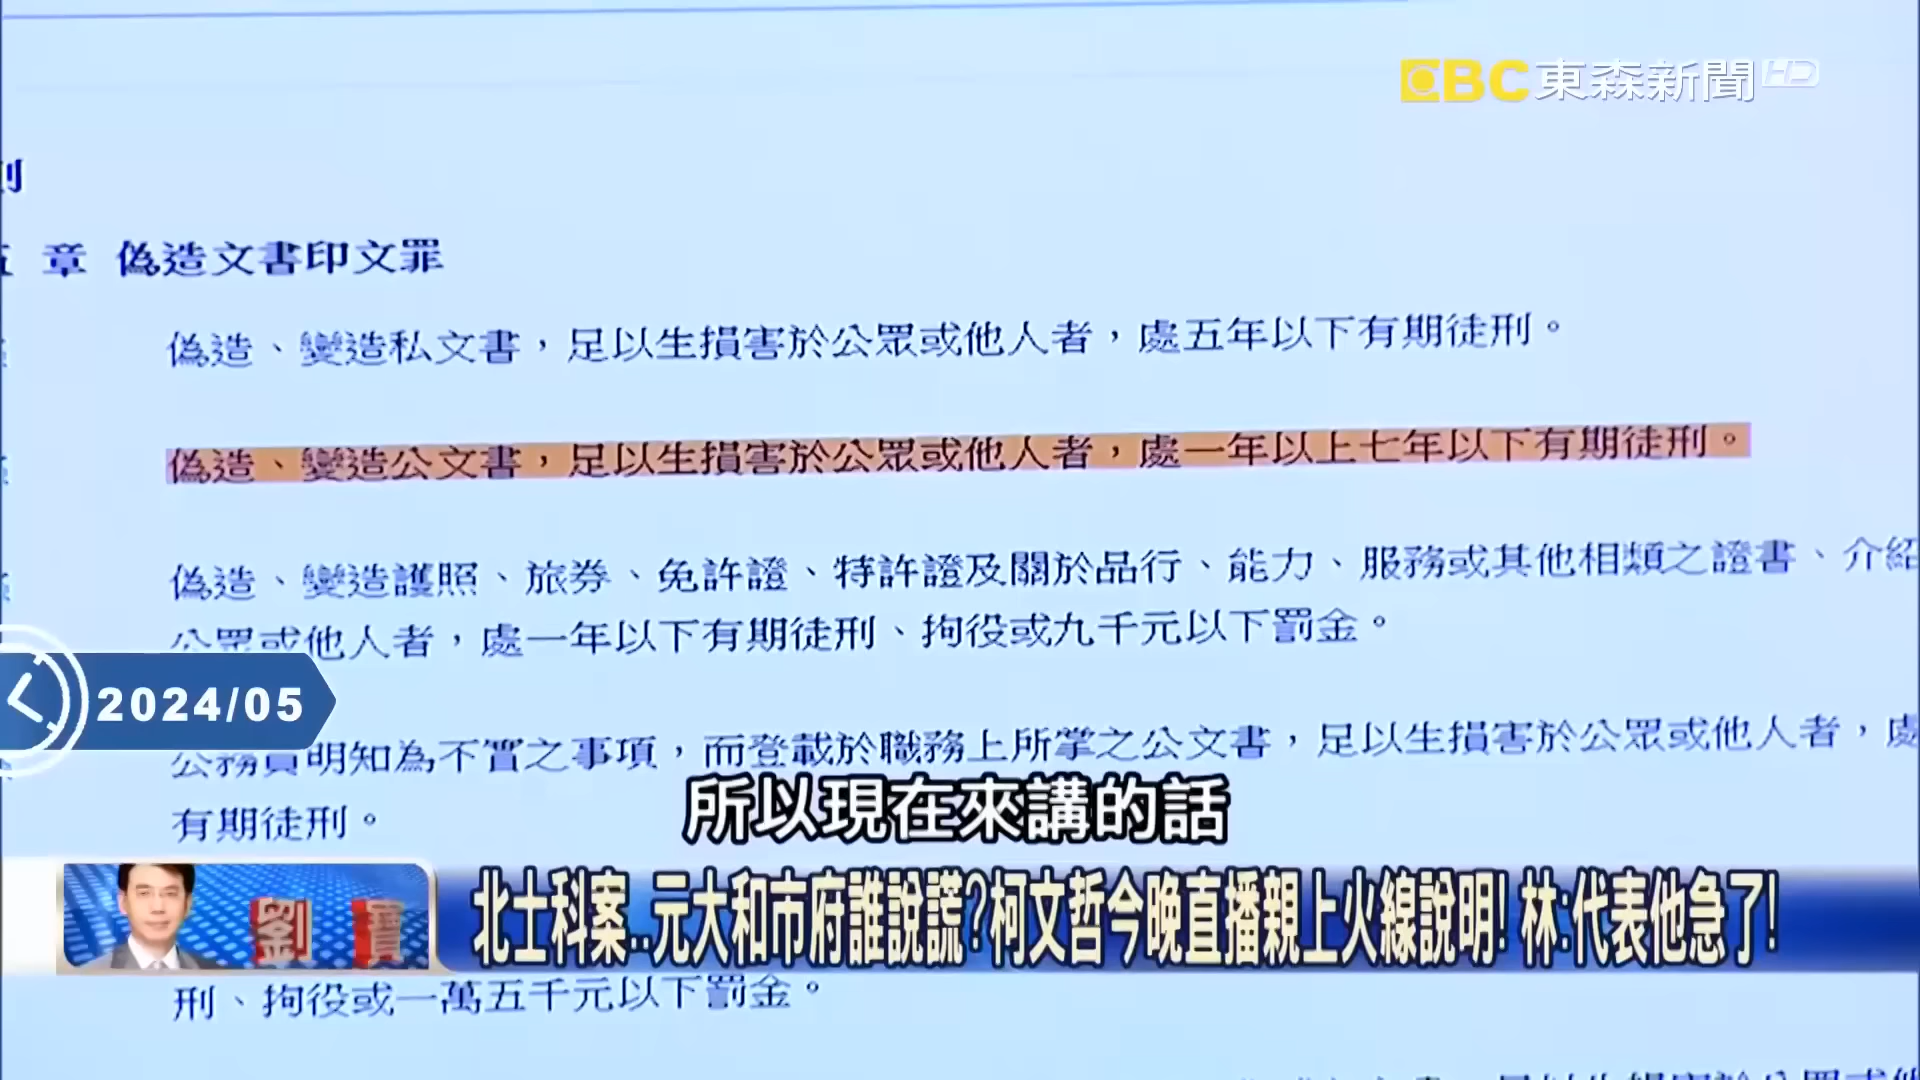 EBC 東森新聞 HD
章 偽造文書印文罪
偽造、變造私文書，足以生損害於公眾或他人者，處五年以下有期徒刑。
偽造、變造公文書，足以生損害於公眾或他人者，處一年以上七年以下有期徒刑。
偽造、變造護照、旅券、免許證、特許證及關於品行、能力、服務或其他相類之證書、介紹
公眾或他人者，處一年以下有期徒刑、拘役或九千元以下罰金。
2024/05
公務員明知為不實之事項，而登載於職務上所掌之公文書，足以生損害於公眾或他人者，處
有期徒刑。
所以現在來講的話
劉寶
北士科案..元大和市府誰說謊?柯文哲今晚直播親上火線說明! 林:代表他急了!
刑、拘役或一萬五千元以下罰金。